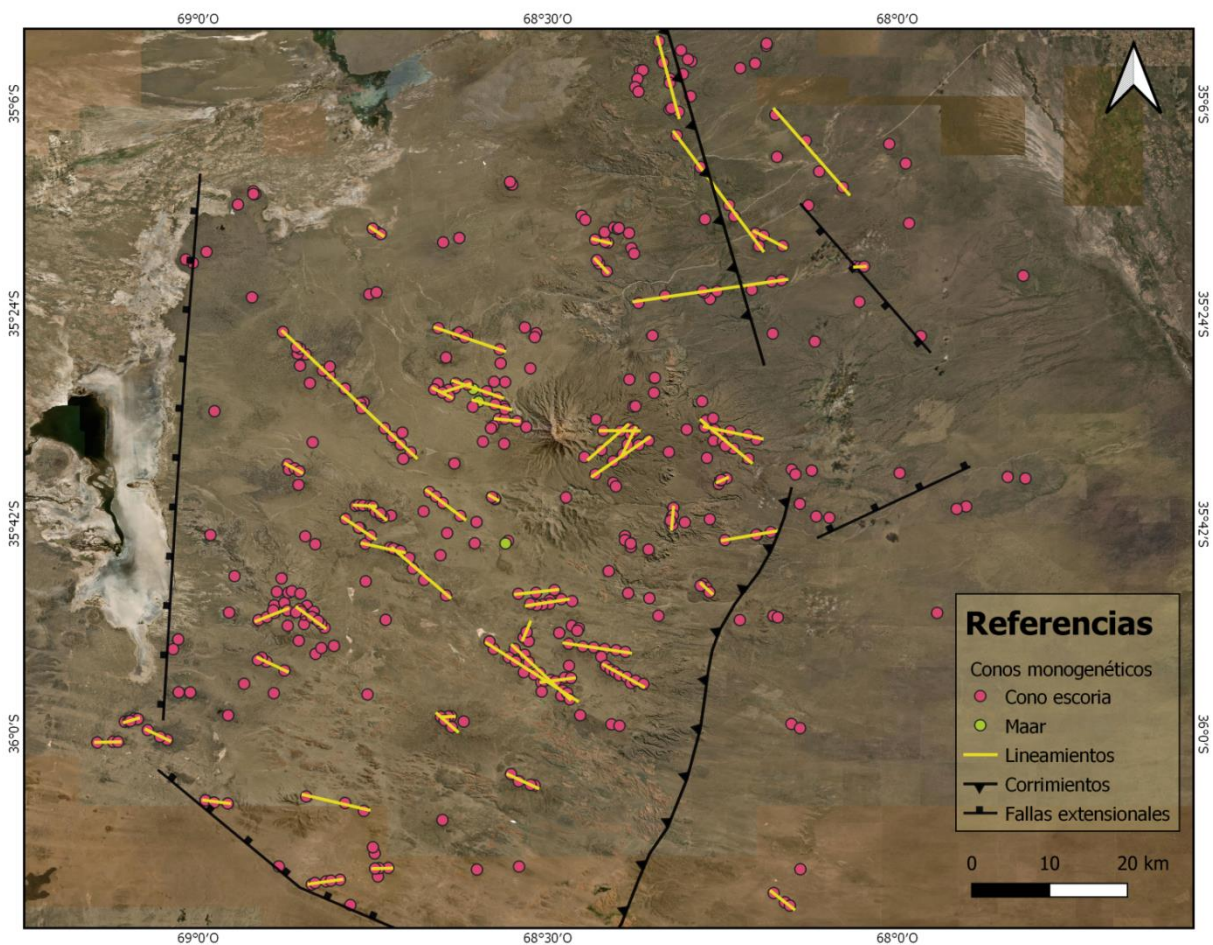 69°0'O 68°30'O 68°0'O
35°6'S 35°6'S
35°24'S 35°24'S
35°42'S 35°42'S
36°0'S 36°0'S
Referencias
Conos monogenéticos
Cono escoria
Maar
Lineamientos
Corrimientos
Fallas extensionales
0 10 20 km
69°0'O 68°30'O 68°0'O